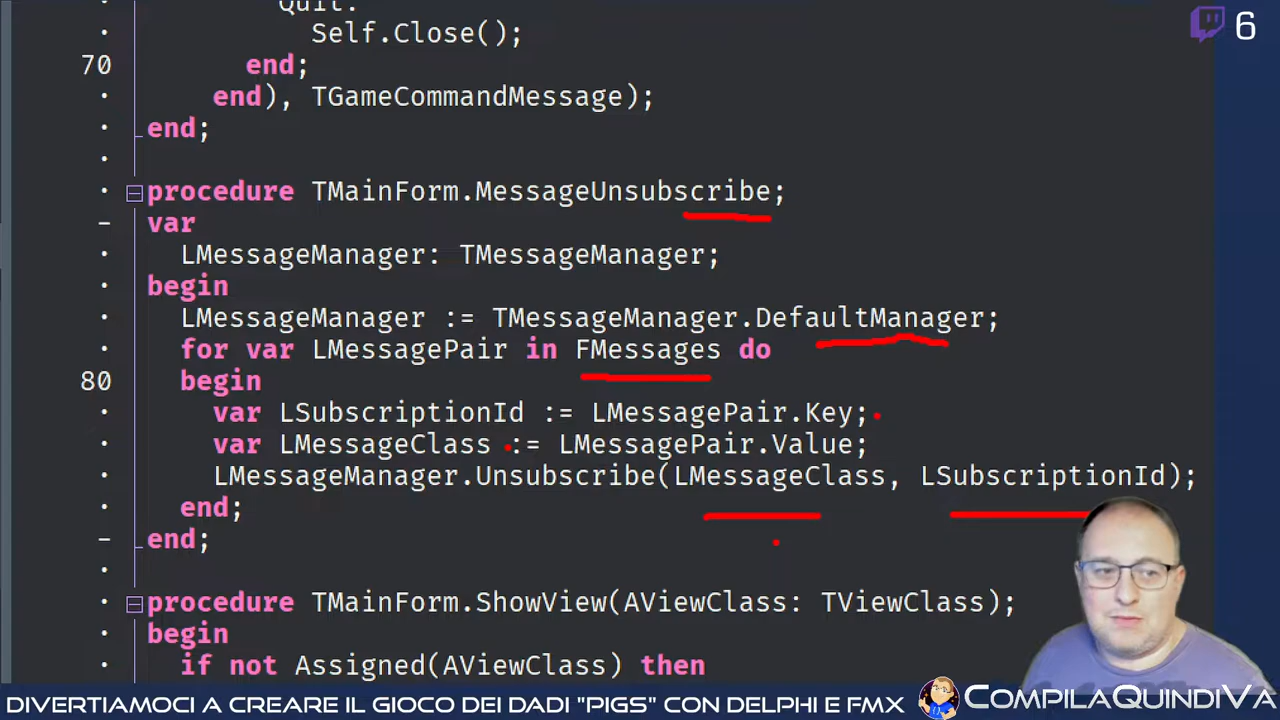 Quit:
Self.Close();
70 end;
end), TGameCommandMessage);
end;
procedure TMainForm.MessageUnsubscribe;
var
LMessageManager: TMessageManager;
begin
LMessageManager := TMessageManager.DefaultManager;
for var LMessagePair in FMessages do
80 begin
var LSubscriptionId := LMessagePair.Key;
var LMessageClass := LMessagePair.Value;
LMessageManager.Unsubscribe(LMessageClass, LSubscriptionId);
end;
end;
procedure TMainForm.ShowView(AViewClass: TViewClass);
begin
if not Assigned(AViewClass) then
6
DIVERTIAMOCI A CREARE IL GIOCO DEI DADI "PIGS" CON DELPHI E FMX
COMPILAQUINDIVA